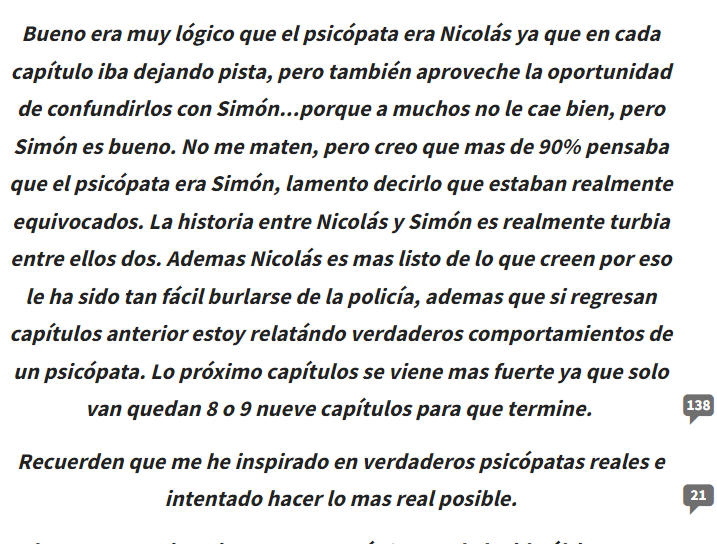 Bueno era muy lógico que el psicópata era Nicolás ya que en cada
capítulo iba dejando pista, pero también aproveche la oportunidad
de confundirlos con Simón...porque a muchos no le cae bien, pero
Simón es bueno. No me maten, pero creo que mas de 90% pensaba
que el psicópata era Simón, lamento decirlo que estaban realmente
equivocados. La historia entre Nicolás y Simón es realmente turbia
entre ellos dos. Ademas Nicolás es mas listo de lo que creen por eso
le ha sido tan fácil burlarse de la policía, ademas que si regresan
capítulos anterior estoy relatándo verdaderos comportamientos de
un psicópata. Lo próximo capítulos se viene mas fuerte ya que solo
van quedan 8 o 9 nueve capítulos para que termine.
138
Recuerden que me he inspirado en verdaderos psicópatas reales e
intentado hacer lo mas real posible.
21